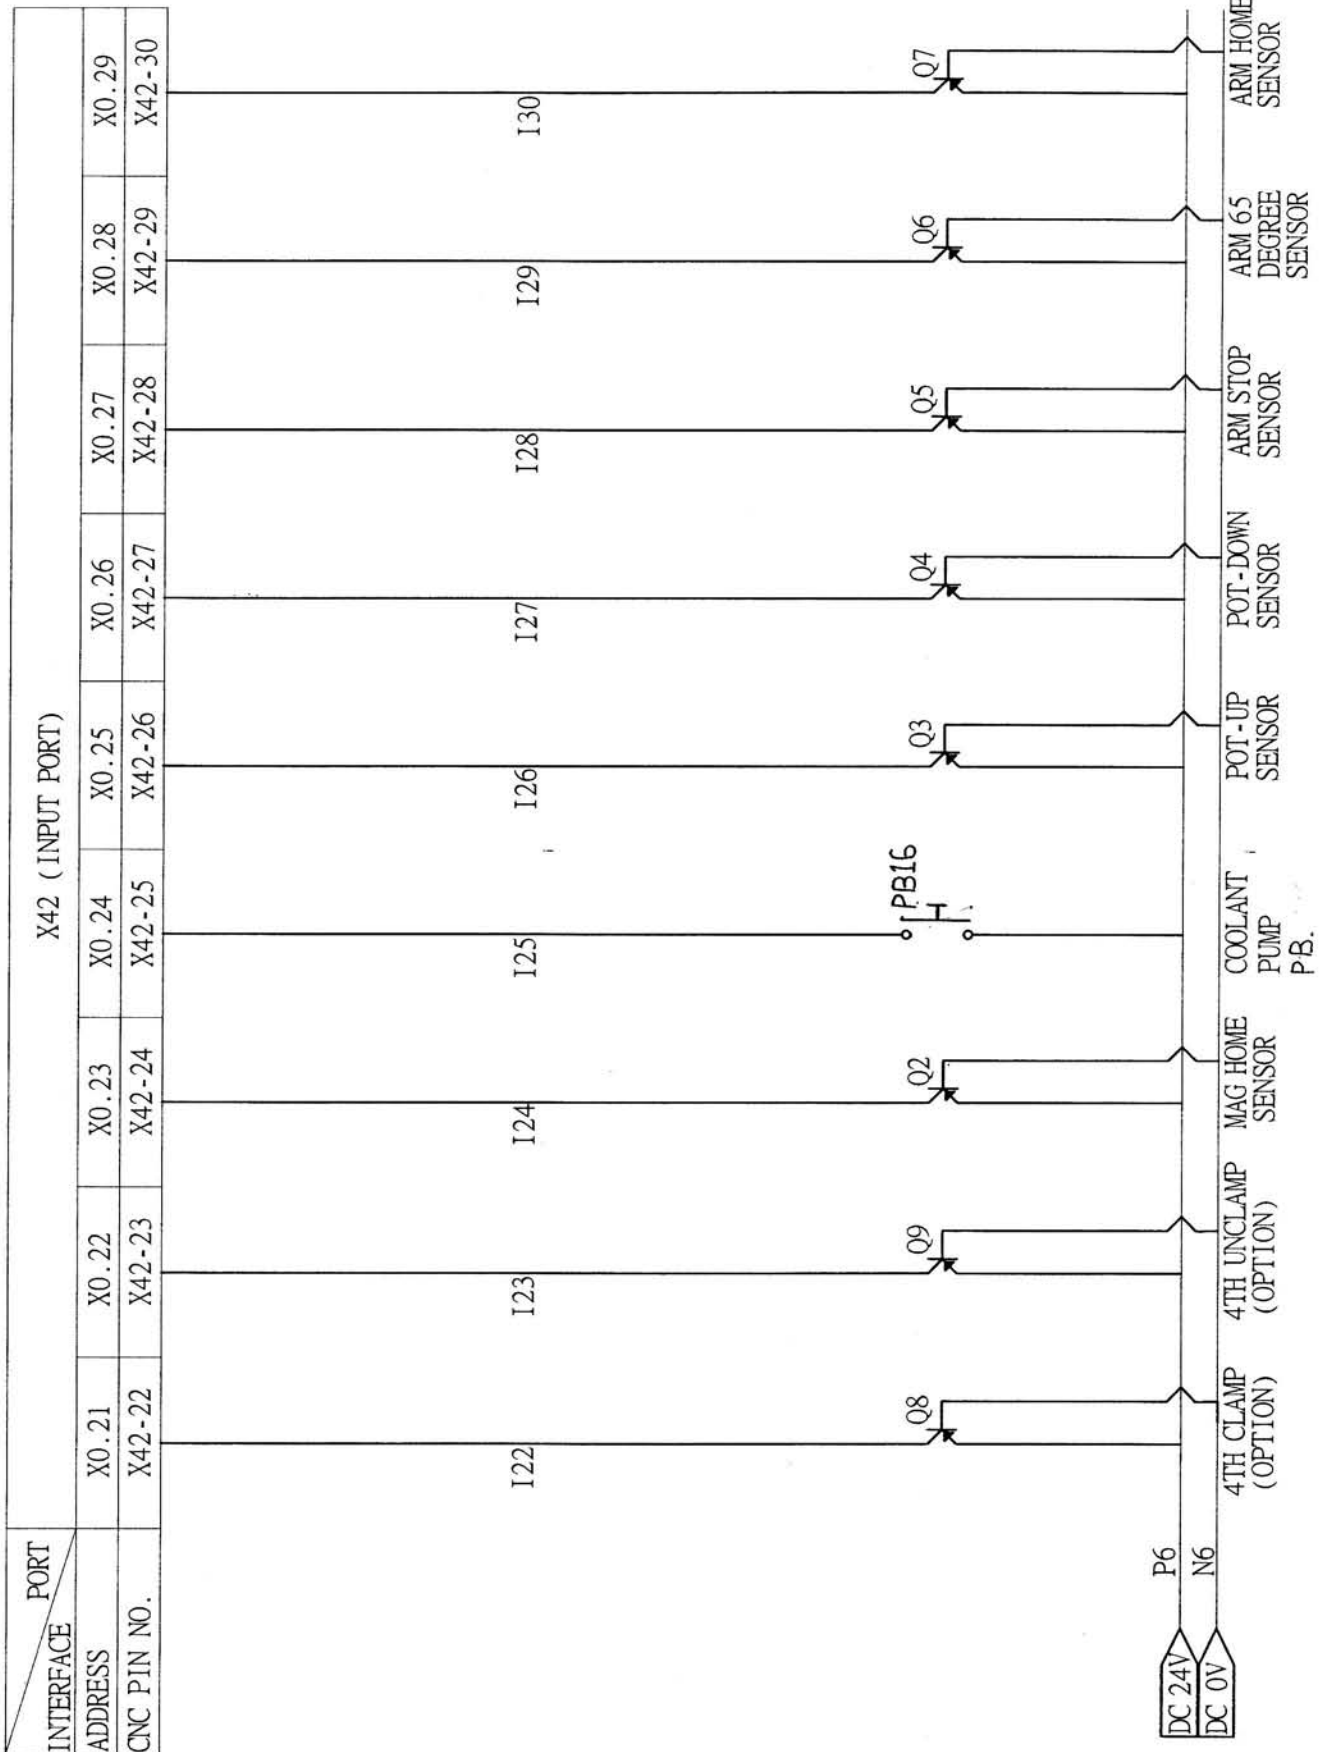 X42 (INPUT PORT)
PORT
INTERFACE
ADDRESS X0.21 X0.22 X0.23 X0.24 X0.25 X0.26 X0.27 X0.28 X0.29
CNC PIN NO. X42-22 X42-23 X42-24 X42-25 X42-26 X42-27 X42-28 X42-29 X42-30
I22 I23 I24 I25 I26 I27 I28 I29 I30
Q8 Q9 Q2 PB16 Q3 Q4 Q5 Q6 Q7
DC 24V P6
DC 0V N6
4TH CLAMP
(OPTION)
4TH UNCLAMP
(OPTION)
MAG HOME
SENSOR
COOLANT
PUMP
P.B.
POT-UP
SENSOR
POT-DOWN
SENSOR
ARM STOP
SENSOR
ARM 65
DEGREE
SENSOR
ARM HOME
SENSOR